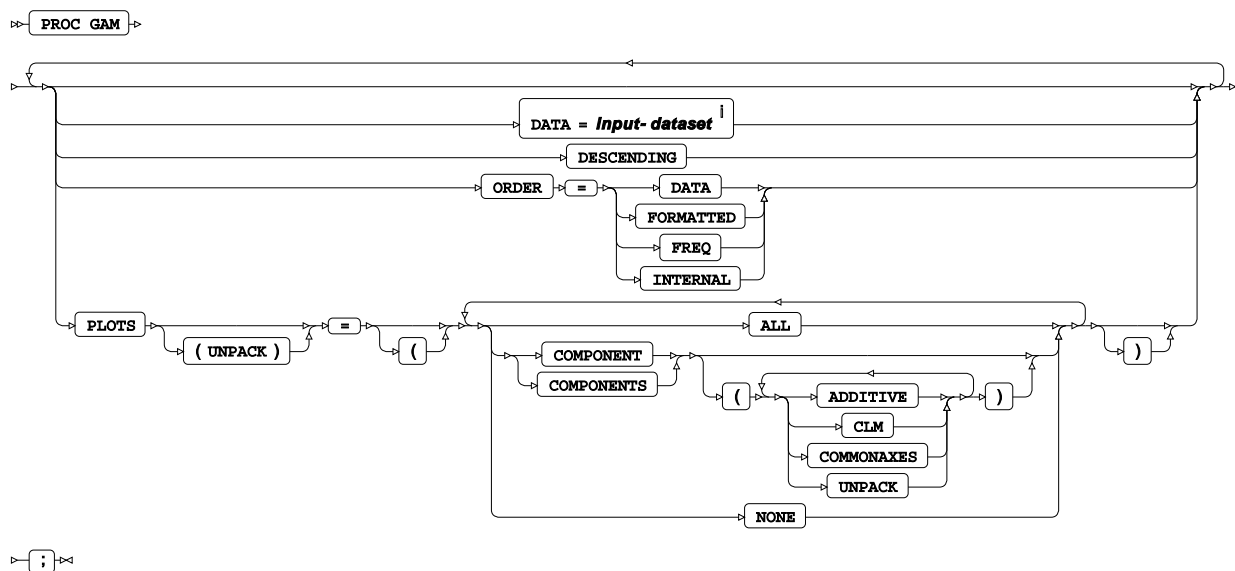 PROC GAM
DATA = input- dataset i
DESCENDING
ORDER = DATA
FORMATTED
FREQ
INTERNAL
PLOTS = ALL
( UNPACK ) ( )
COMPONENT
COMPONENTS
( ADDITIVE )
CLM
COMMONAXES
UNPACK
NONE
;